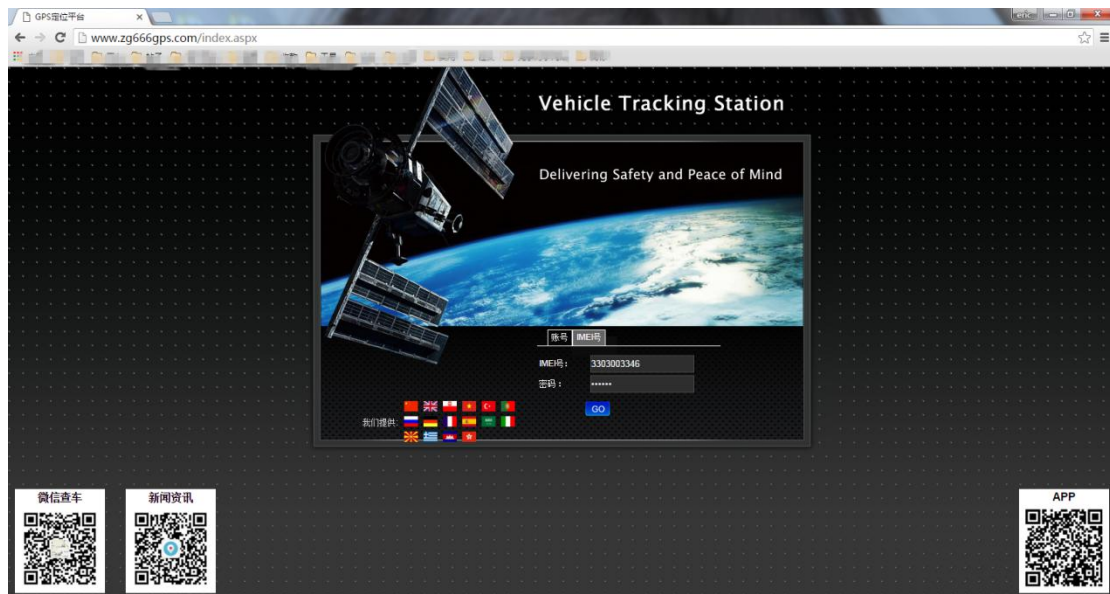 GPS定位平台
eric
www.zg666gps.com/index.aspx
Vehicle Tracking Station
Delivering Safety and Peace of Mind
账号 IMEI号
IMEI号： 3303003346
密码： ••••••
GO
我们提供:
微信查车
新闻资讯
APP